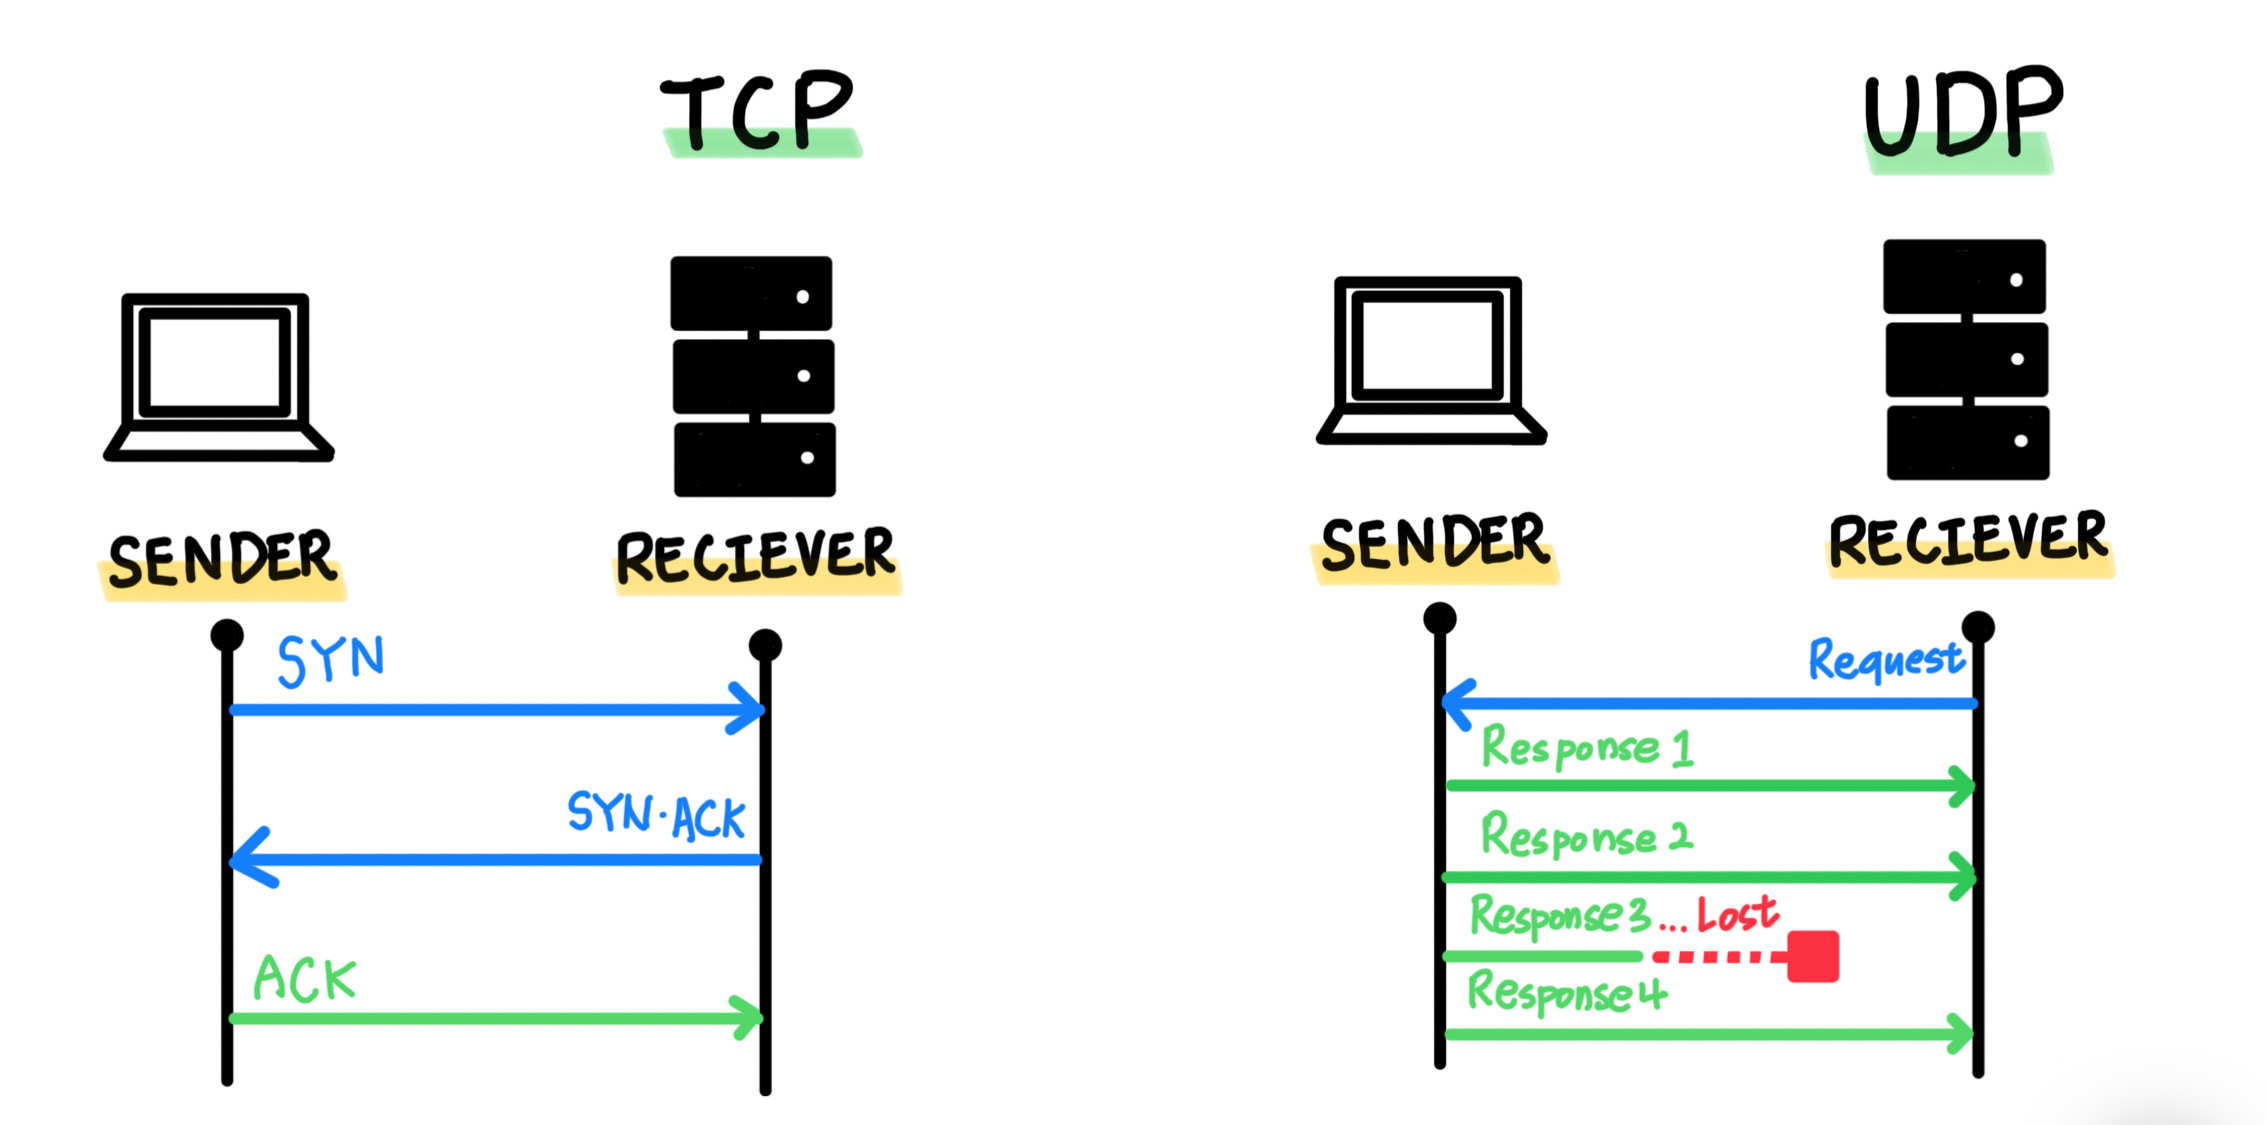 TCP
SENDER
RECIEVER
SYN
SYN·ACK
ACK
UDP
SENDER
RECIEVER
Request
Response 1
Response 2
Response 3 ... Lost
Response 4